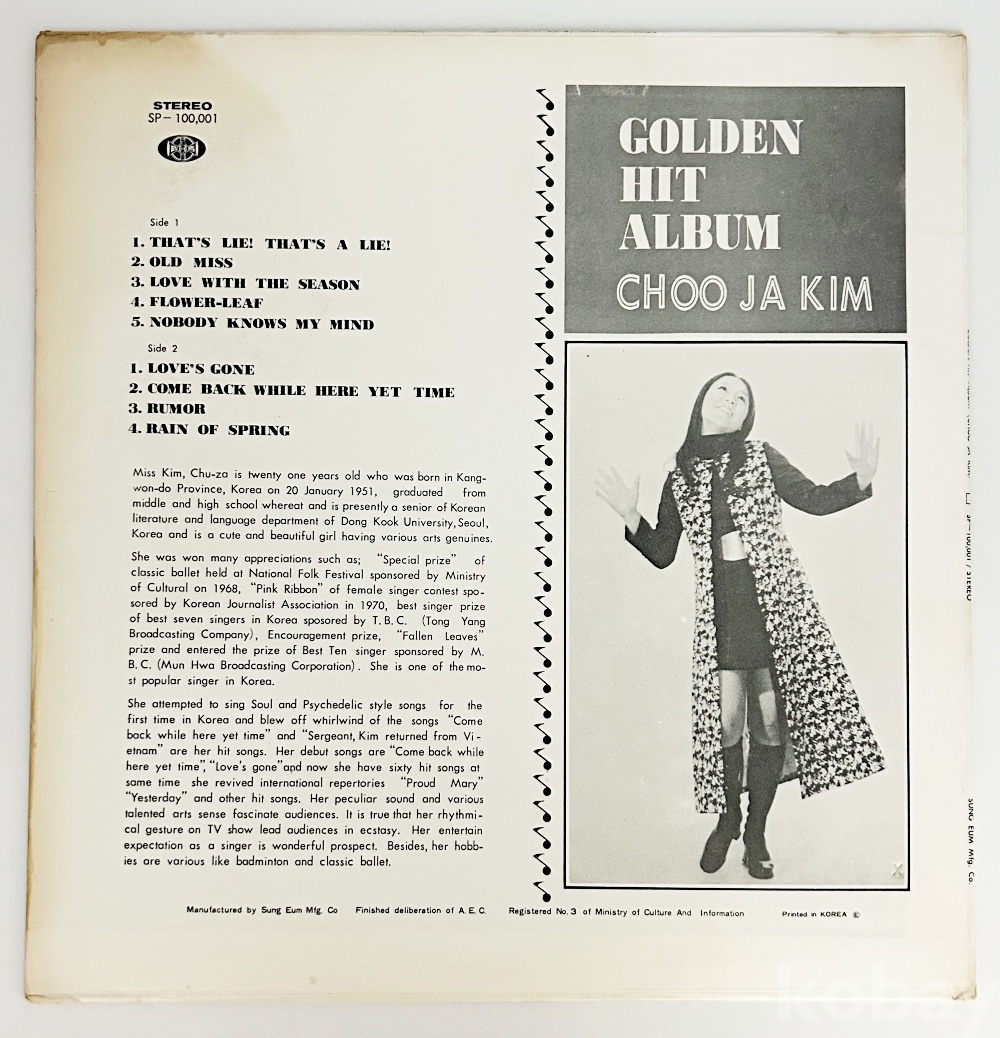 STEREO
SP-100,001
Side 1
1. THAT'S LIE! THAT'S A LIE!
2. OLD MISS
3. LOVE WITH THE SEASON
4. FLOWER-LEAF
5. NOBODY KNOWS MY MIND
Side 2
1. LOVE'S GONE
2. COME BACK WHILE HERE YET TIME
3. RUMOR
4. RAIN OF SPRING
Miss Kim, Chu-za is twenty one years old who was born in Kang-
won-do Province, Korea on 20 January 1951, graduated from
middle and high school whereat and is presently a senior of Korean
literature and language department of Dong Kook University, Seoul,
Korea and is a cute and beautiful girl having various arts genuines.
She was won many appreciations such as; "Special prize" of
classic ballet held at National Folk Festival sponsored by Ministry
of Cultural on 1968, "Pink Ribbon" of female singer contest spo-
sored by Korean Journalist Association in 1970, best singer prize
of best seven singers in Korea sposored by T.B.C. (Tong Yang
Broadcasting Company), Encouragement prize, "Fallen Leaves"
prize and entered the prize of Best Ten singer sponsored by M.
B.C. (Mun Hwa Broadcasting Corporation). She is one of the mo-
st popular singer in Korea.
She attempted to sing Soul and Psychedelic style songs for the
first time in Korea and blew off whirlwind of the songs "Come
back while here yet time" and "Sergeant, Kim returned from Vi-
etnam" are her hit songs. Her debut songs are "Come back while
here yet time", "Love's gone" and now she have sixty hit songs at
same time she revived international repertories "Proud Mary"
"Yesterday" and other hit songs. Her peculiar sound and various
talented arts sense fascinate audiences. It is true that her rhythmi-
cal gesture on TV show lead audiences in ecstasy. Her entertain
expectation as a singer is wonderful prospect. Besides, her hobb-
ies are various like badminton and classic ballet.
GOLDEN
HIT
ALBUM
CHOO JA KIM
SP-100,001 / STEREO
SUNG EUM Mfg. Co.
Manufactured by Sung Eum Mfg. Co Finished deliberation of A.E.C. Registered No. 3 of Ministry of Culture And Information Printed in KOREA ©
kobay